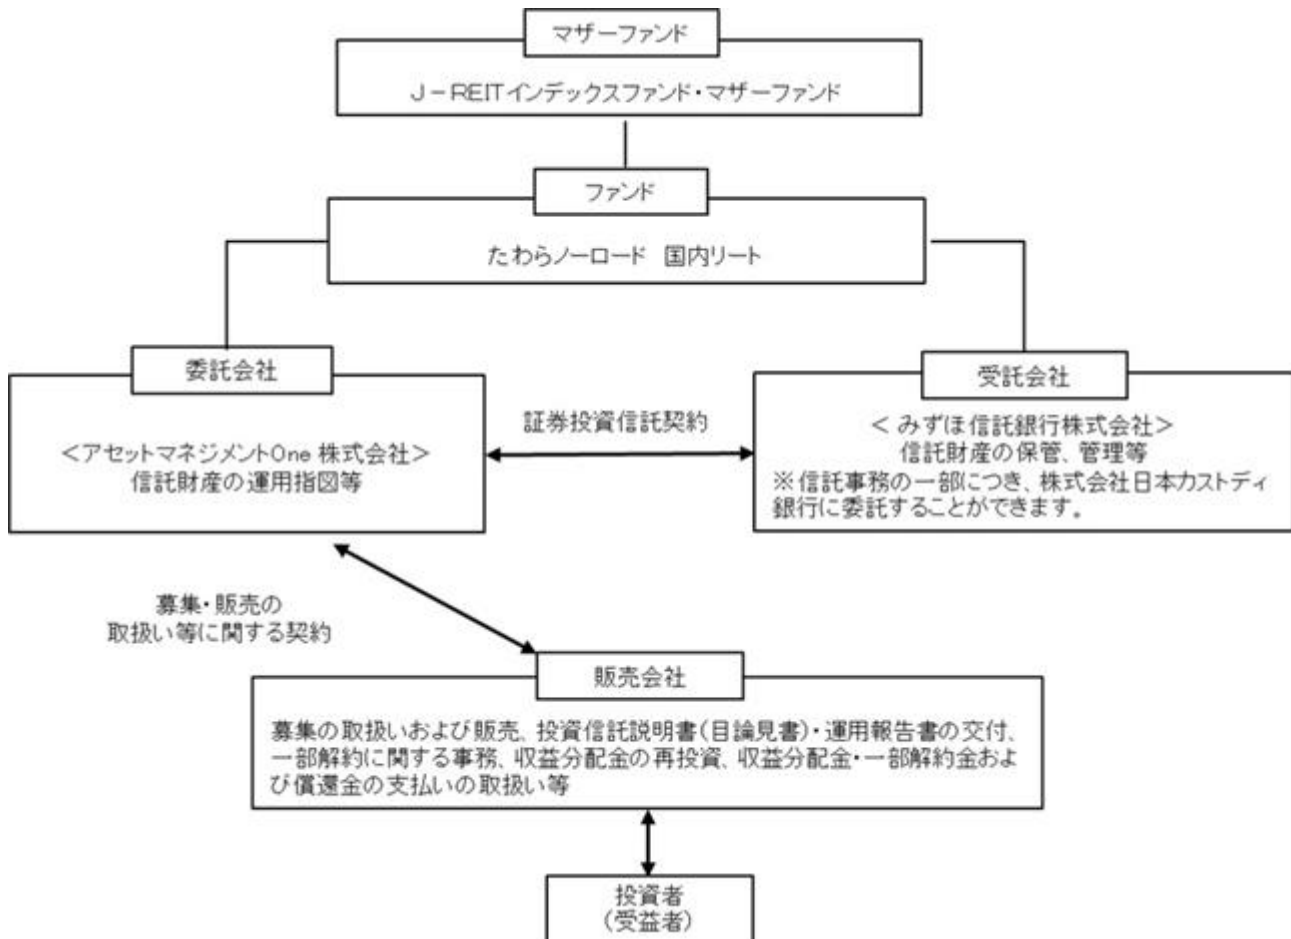 マザーファンド
J－REITインデックスファンド・マザーファンド
ファンド
たわらノーロード　国内リート
委託会社
＜アセットマネジメントOne 株式会社＞
信託財産の運用指図等
証券投資信託契約
受託会社
＜ みずほ信託銀行株式会社＞
信託財産の保管、管理等
※信託事務の一部につき、株式会社日本カストディ
銀行に委託することができます。
募集・販売の
取扱い等に関する契約
販売会社
募集の取扱いおよび販売、投資信託説明書（目論見書）・運用報告書の交付、
一部解約に関する事務、収益分配金の再投資、収益分配金・一部解約金およ
び償還金の支払いの取扱い等
投資者
（受益者）